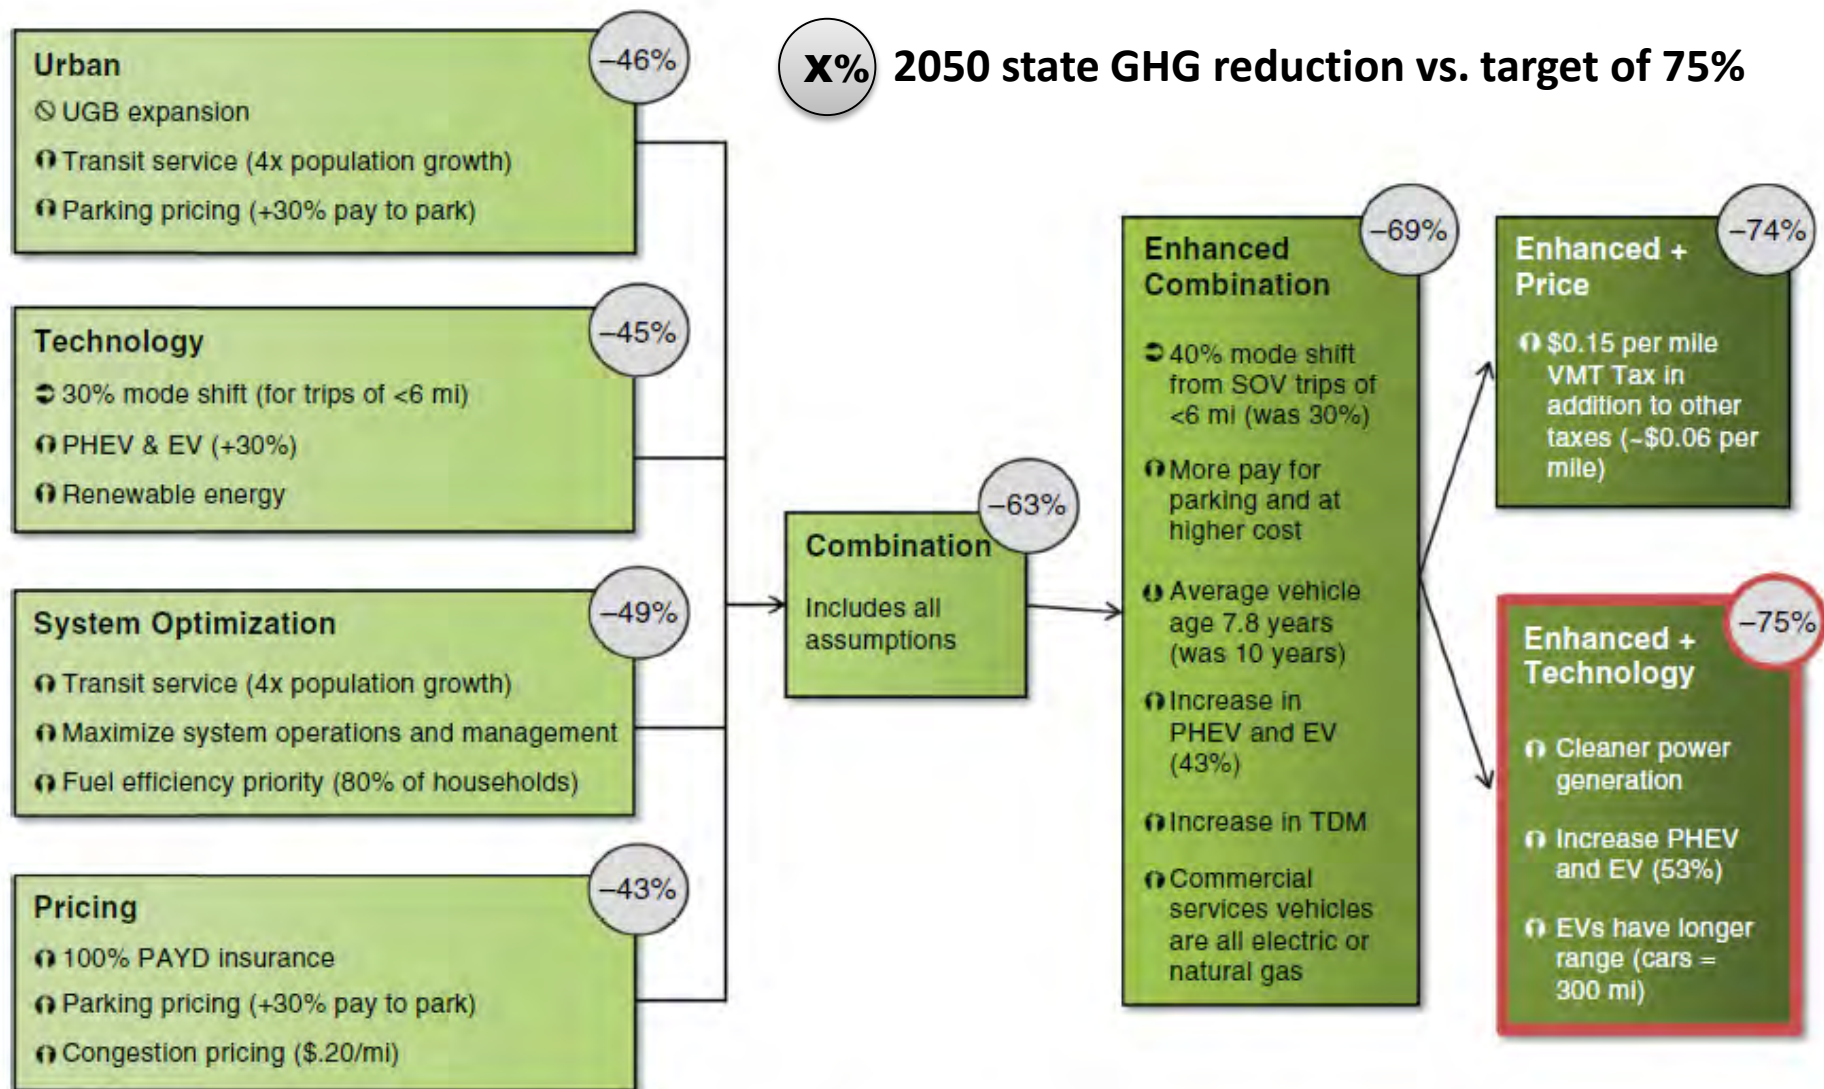 X% 2050 state GHG reduction vs. target of 75%
–46%
Urban
UGB expansion
Transit service (4x population growth)
Parking pricing (+30% pay to park)
–45%
Technology
30% mode shift (for trips of <6 mi)
PHEV & EV (+30%)
Renewable energy
–49%
System Optimization
Transit service (4x population growth)
Maximize system operations and management
Fuel efficiency priority (80% of households)
–43%
Pricing
100% PAYD insurance
Parking pricing (+30% pay to park)
Congestion pricing ($.20/mi)
–63%
Combination
Includes all
assumptions
–69%
Enhanced
Combination
40% mode shift
from SOV trips of
<6 mi (was 30%)
More pay for
parking and at
higher cost
Average vehicle
age 7.8 years
(was 10 years)
Increase in
PHEV and EV
(43%)
Increase in TDM
Commercial
services vehicles
are all electric or
natural gas
–74%
Enhanced +
Price
$0.15 per mile
VMT Tax in
addition to other
taxes (~$0.06 per
mile)
–75%
Enhanced +
Technology
Cleaner power
generation
Increase PHEV
and EV (53%)
EVs have longer
range (cars =
300 mi)